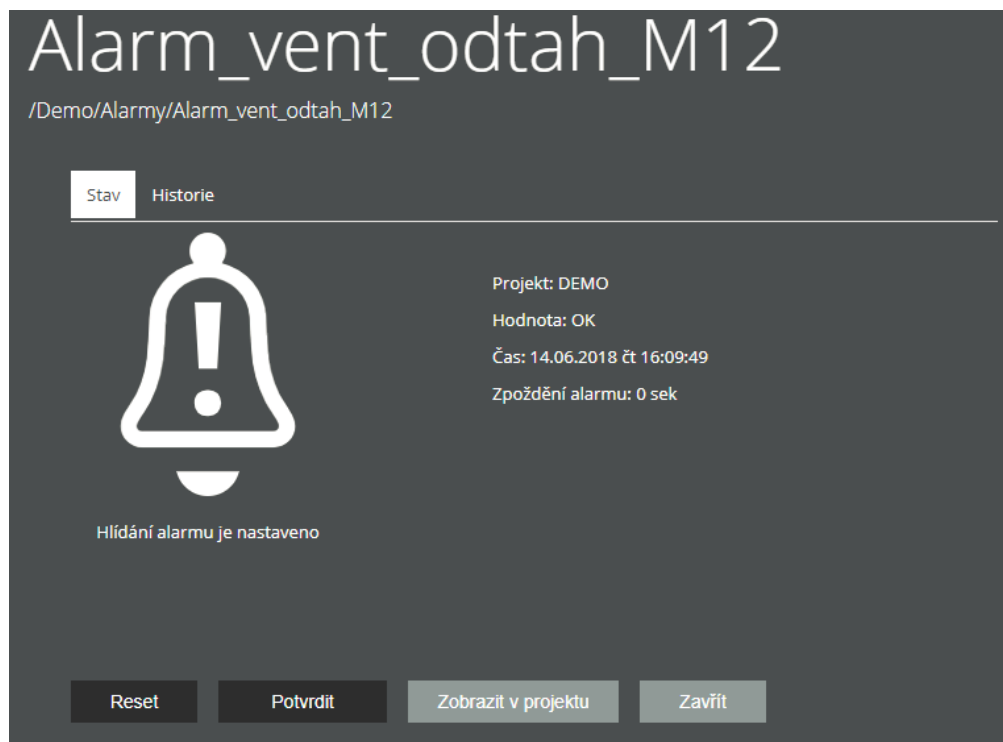 Alarm_vent_odtah_M12
/Demo/Alarmy/Alarm_vent_odtah_M12
Stav Historie
Projekt: DEMO
Hodnota: OK
Čas: 14.06.2018 čt 16:09:49
Zpoždění alarmu: 0 sek
Hlídání alarmu je nastaveno
Reset Potvrdit Zobrazit v projektu Zavřít